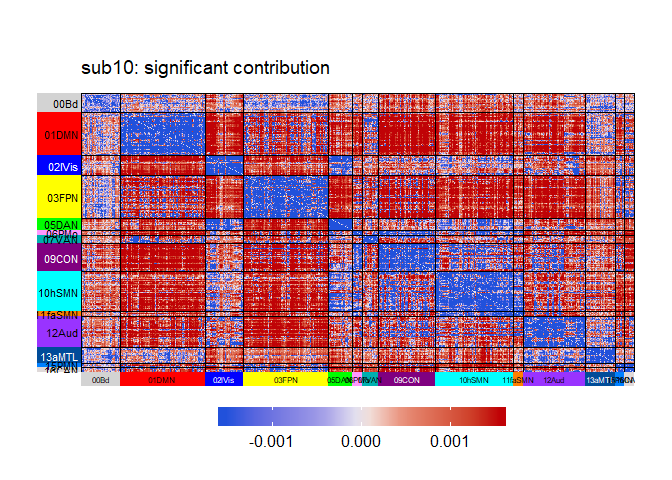 sub10: significant contribution
00Bd
01DMN
02lVis
03FPN
05DAN
07VAN
09CON
10hSMN
11faSMN
12Aud
13aMTL
00Bd 01DMN 02lVis 03FPN 09CON 10hSMN 11faSMN 12Aud 13aMTL
-0.001 0.000 0.001